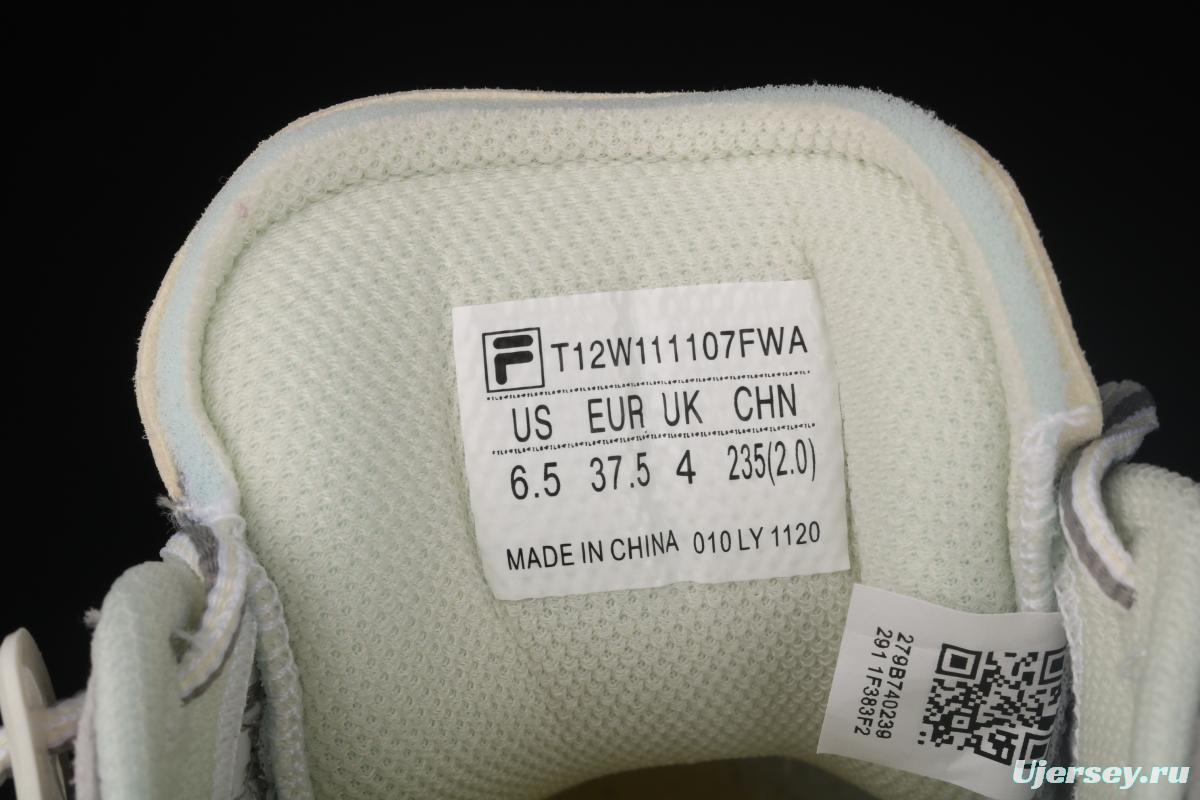 F T12W111107FWA
US EUR UK CHN
6.5 37.5 4 235(2.0)
MADE IN CHINA 010 LY 1120
279B740239
291 1F383F2
Ujersey.ru